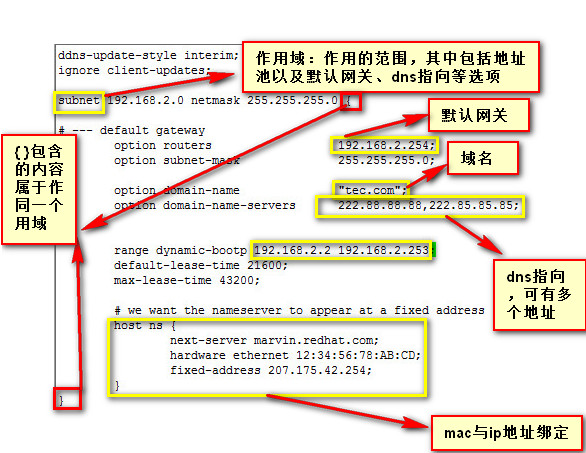 ddns-update-style interim;
ignore client-updates;
作用域：作用的范围，其中包括地址
池以及默认网关、dns指向等选项
subnet 192.168.2.0 netmask 255.255.255.0 {
默认网关
# --- default gateway
option routers 192.168.2.254;
option subnet-mask 255.255.255.0;
域名
{}包含
的内容
属于作
同一个
用域
option domain-name "tec.com";
option domain-name-servers 222.88.88.88,222.85.85.85;
range dynamic-bootp 192.168.2.2 192.168.2.253;
default-lease-time 21600;
max-lease-time 43200;
dns指向
，可有多
个地址
# we want the nameserver to appear at a fixed address
host ns {
next-server marvin.redhat.com;
hardware ethernet 12:34:56:78:AB:CD;
fixed-address 207.175.42.254;
}
}
mac与ip地址绑定